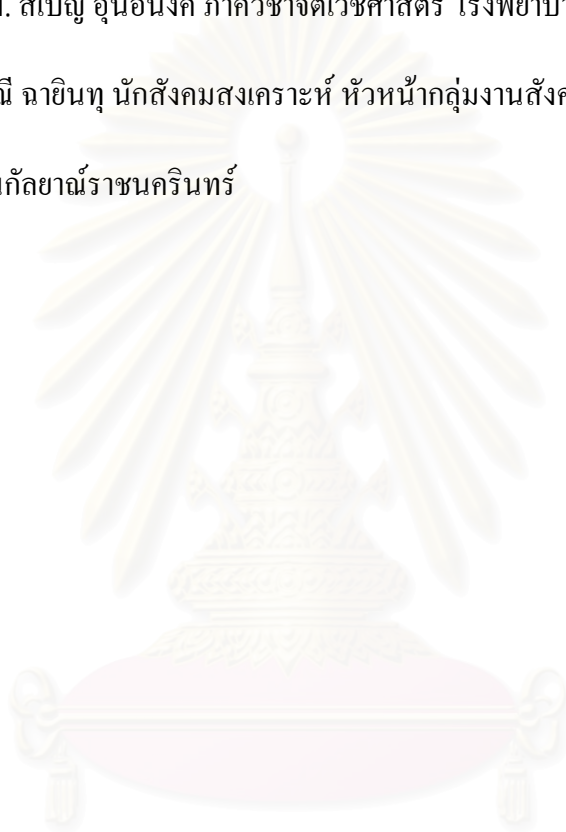 . สเปญ อุ่นอนงค์ ภาควิชาจิตเวชศาสตร์ โรงพยาบา
ณี ฉายินทุ นักสังคมสงเคราะห์ หัวหน้ากลุ่มงานสังค
กัลยาณ์ราชนครินทร์